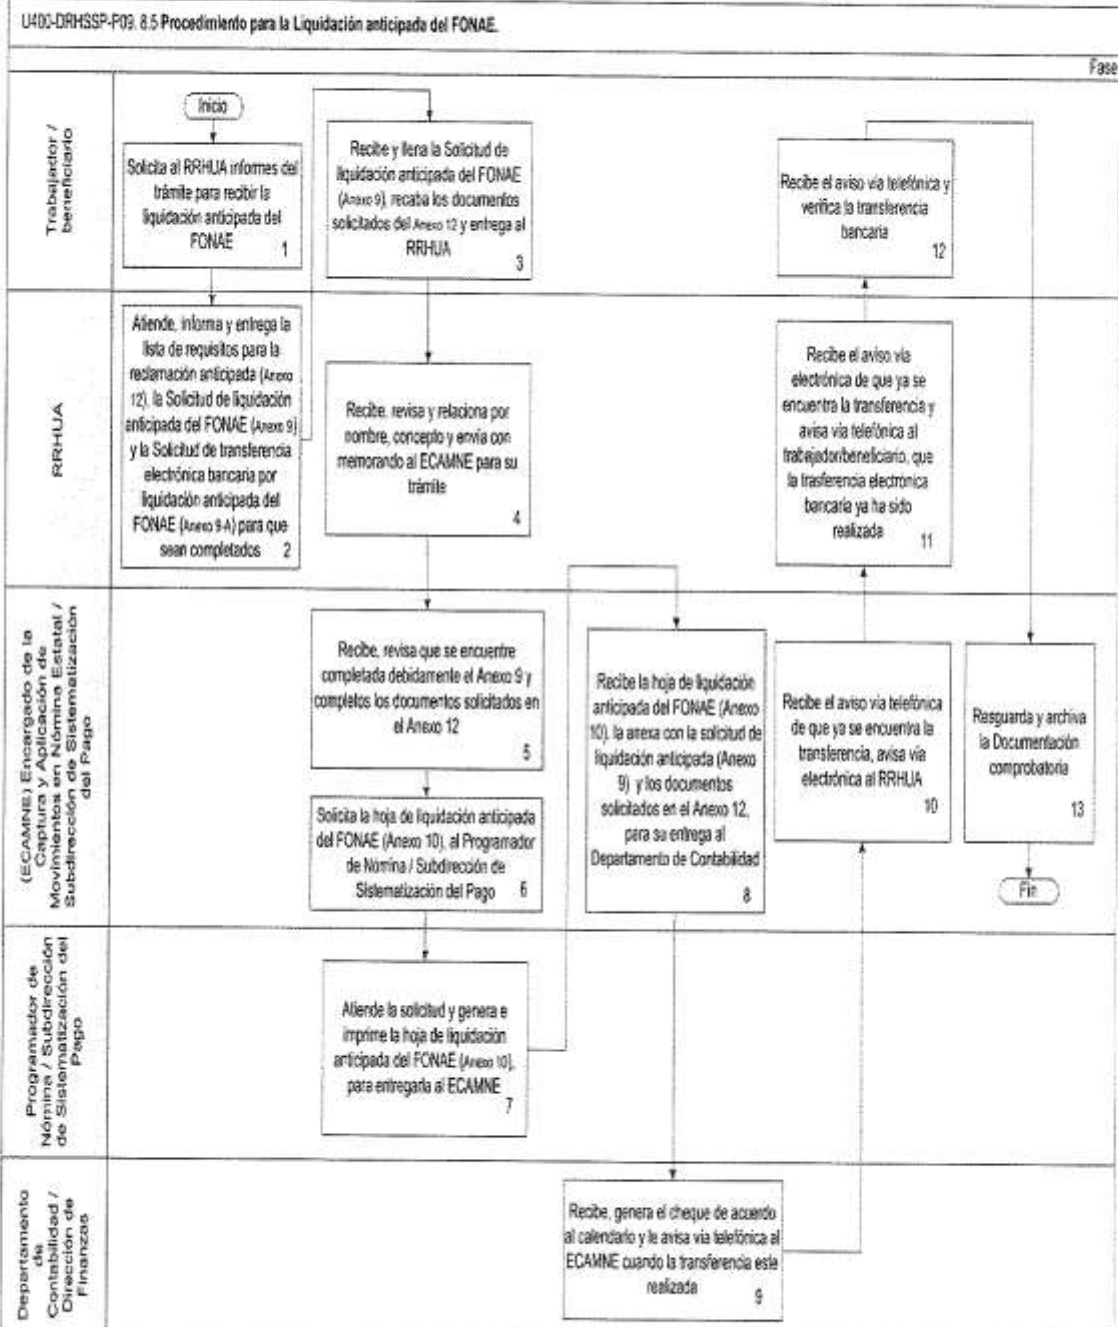 U400-DRHSSP-P09. 8.5 Procedimiento para la Liquidación anticipada del FONAE.
Fase
Trabajador /
beneficiario
Inicio
Solicita al RRHUA informes del
trámite para recibir la
liquidación anticipada del
FONAE
1
Recibe y llena la Solicitud de
liquidación anticipada del FONAE
(Anexo 9), recaba los documentos
solicitados del Anexo 12 y entrega al
RRHUA
3
Recibe el aviso vía telefónica y
verifica la transferencia
bancaria
12
RRHUA
Atiende, informa y entrega la
lista de requisitos para la
reclamación anticipada (Anexo
12), la Solicitud de liquidación
anticipada del FONAE (Anexo 9)
y la Solicitud de transferencia
electrónica bancaria por
liquidación anticipada del
FONAE (Anexo 9-A) para que
sean completados
2
Recibe, revisa y relaciona por
nombre, concepto y envía con
memorando al ECAMNE para su
trámite
4
Recibe el aviso vía
electrónica de que ya se
encuentra la transferencia y
avisa vía telefónica al
trabajador/beneficiario, que
la trasferencia electrónica
bancaria ya ha sido
realizada
11
(ECAMNE) Encargado de la
Captura y Aplicación de
Movimientos en Nómina Estatal /
Subdirección de Sistematización
del Pago
Recibe, revisa que se encuentre
completada debidamente el Anexo 9 y
completos los documentos solicitados en
el Anexo 12
5
Solicita la hoja de liquidación anticipada
del FONAE (Anexo 10), al Programador
de Nómina / Subdirección de
Sistematización del Pago
6
Recibe la hoja de liquidación
anticipada del FONAE (Anexo
10), la anexa con la solicitud de
liquidación anticipada (Anexo
9) y los documentos
solicitados en el Anexo 12,
para su entrega al
Departamento de Contabilidad
8
Recibe el aviso vía telefónica
de que ya se encuentra la
transferencia, avisa vía
electrónica al RRHUA
10
Resguarda y archiva
la Documentación
comprobatoria
13
Fin
Programador de
Nómina / Subdirección
de Sistematización del
Pago
Atiende la solicitud y genera e
imprime la hoja de liquidación
anticipada del FONAE (Anexo 10),
para entregarla al ECAMNE
7
Departamento
de
Contabilidad /
Dirección de
Finanzas
Recibe, genera el cheque de acuerdo
al calendario y le avisa vía telefónica al
ECAMNE cuando la transferencia este
realizada
9